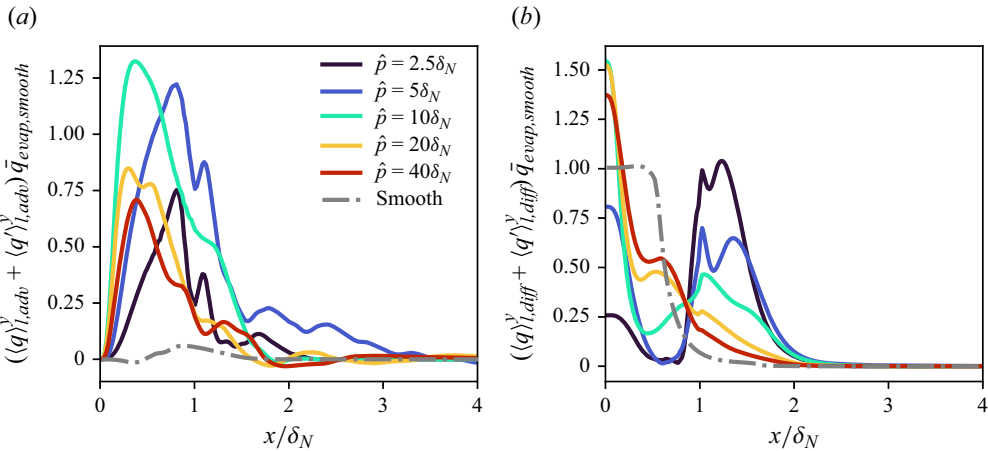 (a)
(⟨q⟩^y_{l,adv} + ⟨q′⟩^y_{l,adv}) q̄_{evap,smooth}
1.25
1.00
0.75
0.50
0.25
0
0 1 2 3 4
x/δ_N
p̂ = 2.5δ_N
p̂ = 5δ_N
p̂ = 10δ_N
p̂ = 20δ_N
p̂ = 40δ_N
Smooth
(b)
(⟨q⟩^y_{l,diff} + ⟨q′⟩^y_{l,diff}) q̄_{evap,smooth}
1.50
1.25
1.00
0.75
0.50
0.25
0
0 1 2 3 4
x/δ_N